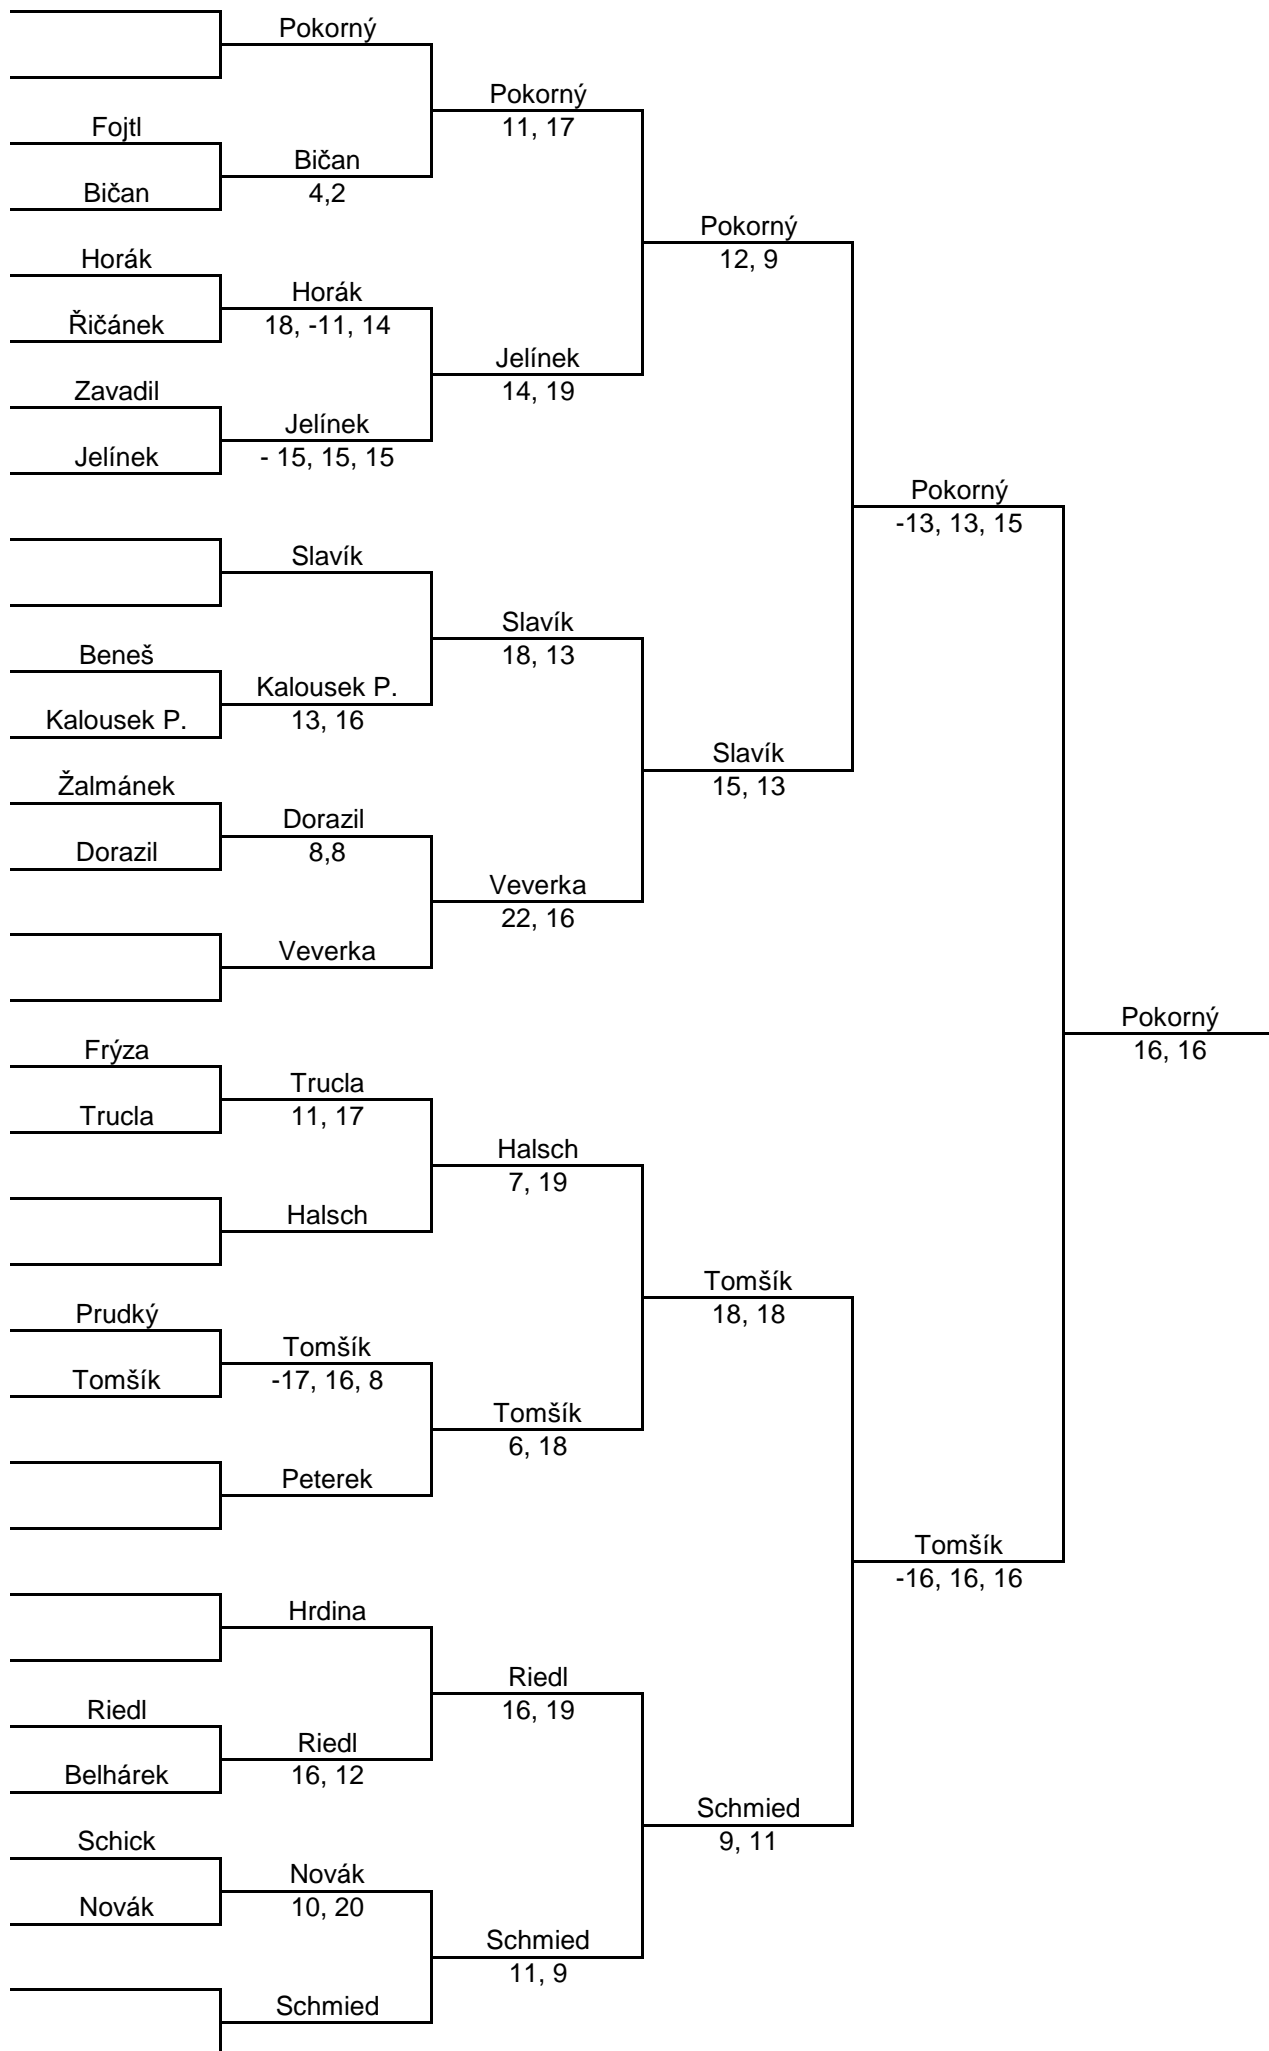 Pokorný
Pokorný
11, 17
Fojtl
Bičan
4,2
Bičan
Pokorný
12, 9
Horák
Horák
18, -11, 14
Řičánek
Jelínek
14, 19
Zavadil
Jelínek
- 15, 15, 15
Jelínek
Pokorný
-13, 13, 15
Slavík
Slavík
18, 13
Beneš
Kalousek P.
13, 16
Kalousek P.
Slavík
15, 13
Žalmánek
Dorazil
8,8
Dorazil
Veverka
22, 16
Veverka
Pokorný
16, 16
Frýza
Trucla
11, 17
Trucla
Halsch
7, 19
Halsch
Tomšík
18, 18
Prudký
Tomšík
-17, 16, 8
Tomšík
Tomšík
6, 18
Peterek
Tomšík
-16, 16, 16
Hrdina
Riedl
16, 19
Riedl
Riedl
16, 12
Belhárek
Schmied
9, 11
Schick
Novák
10, 20
Novák
Schmied
11, 9
Schmied